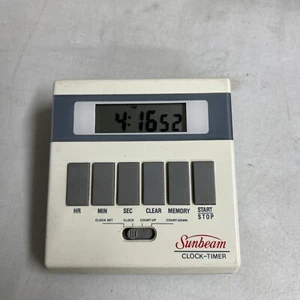 4:16 52
HR MIN SEC CLEAR MEMORY START
STOP
CLOCK SET CLOCK COUNT-UP COUNT-DOWN
Sunbeam
CLOCK-TIMER